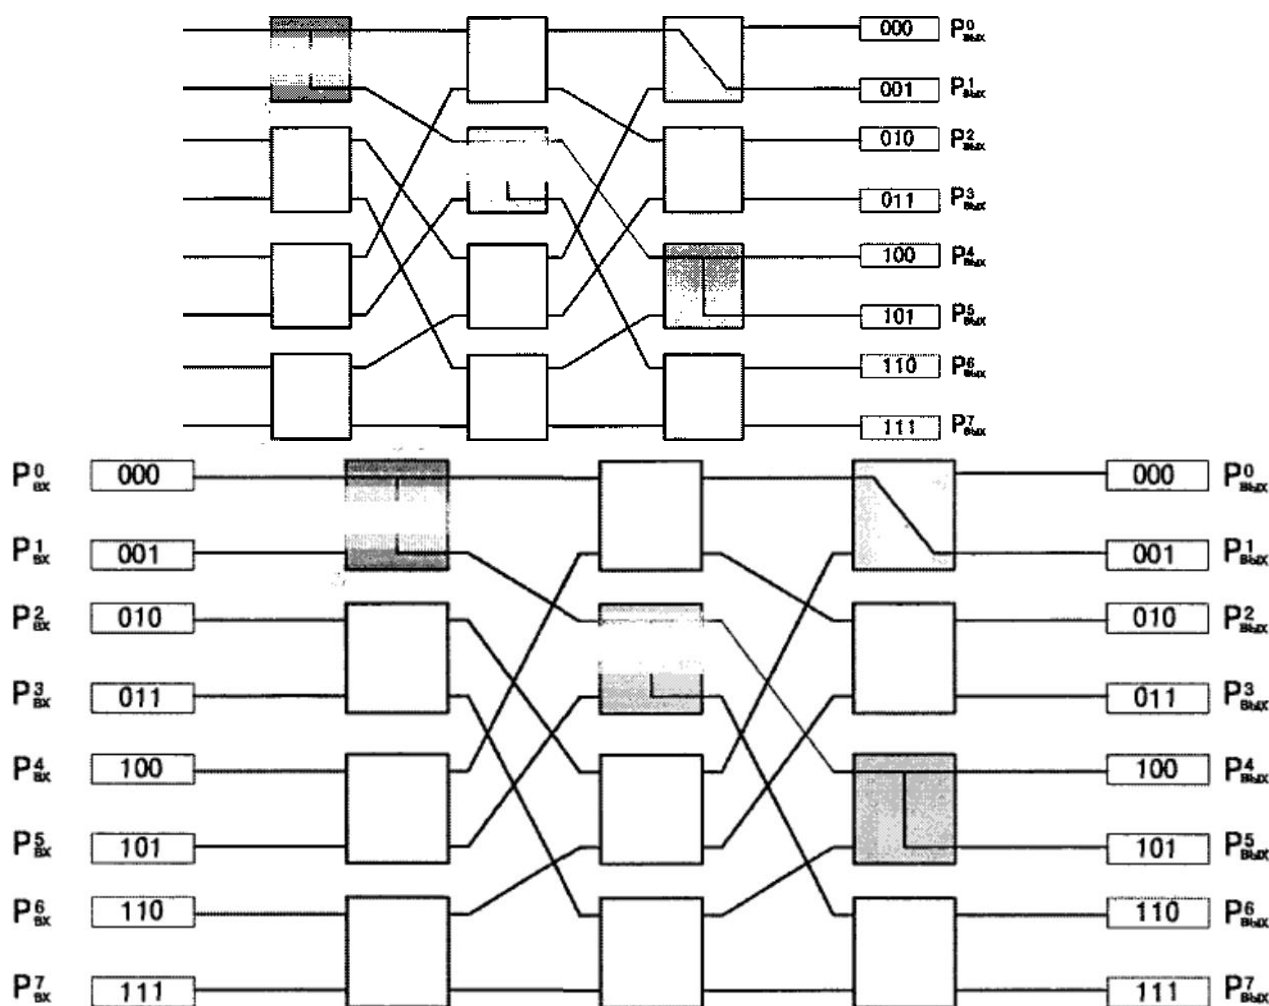 000 P⁰вых
001 P¹вых
010 P²вых
011 P³вых
100 P⁴вых
101 P⁵вых
110 P⁶вых
111 P⁷вых
P⁰вх 000 000 P⁰вых
P¹вх 001 001 P¹вых
P²вх 010 010 P²вых
P³вх 011 011 P³вых
P⁴вх 100 100 P⁴вых
P⁵вх 101 101 P⁵вых
P⁶вх 110 110 P⁶вых
P⁷вх 111 111 P⁷вых